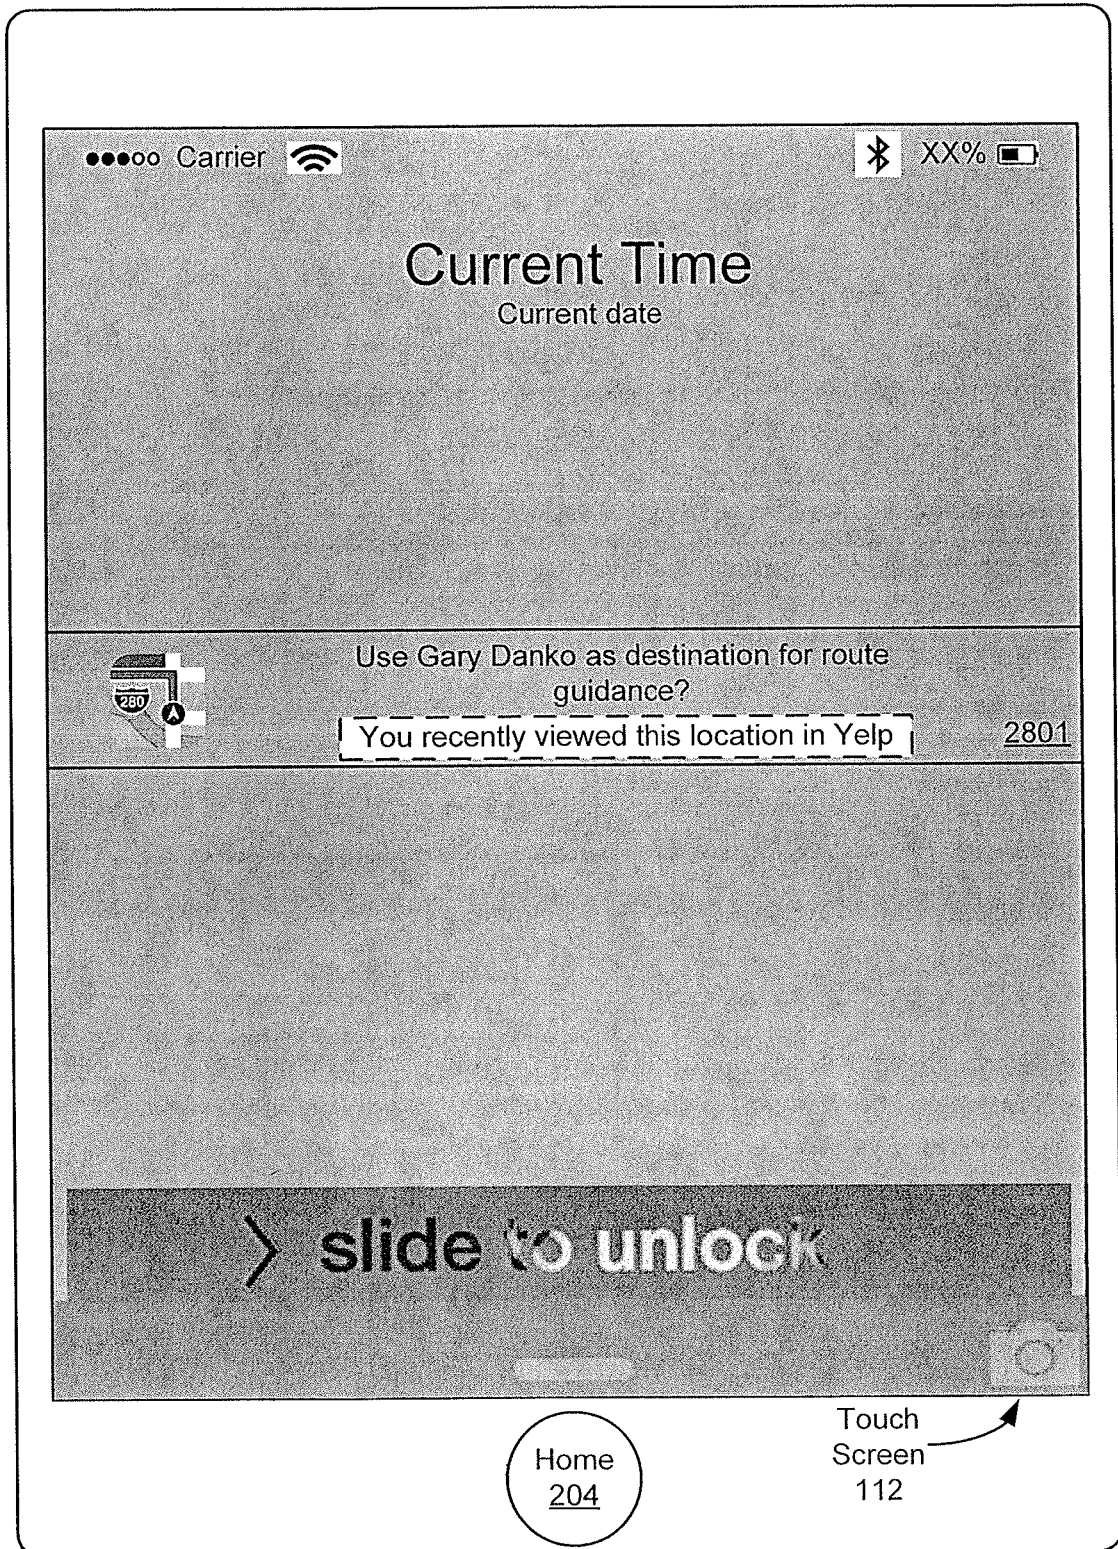 ●●●○○ Carrier XX%
Current Time
Current date
Use Gary Danko as destination for route
guidance?
280
You recently viewed this location in Yelp
2801
> slide to unlock
Home
204
Touch
Screen
112